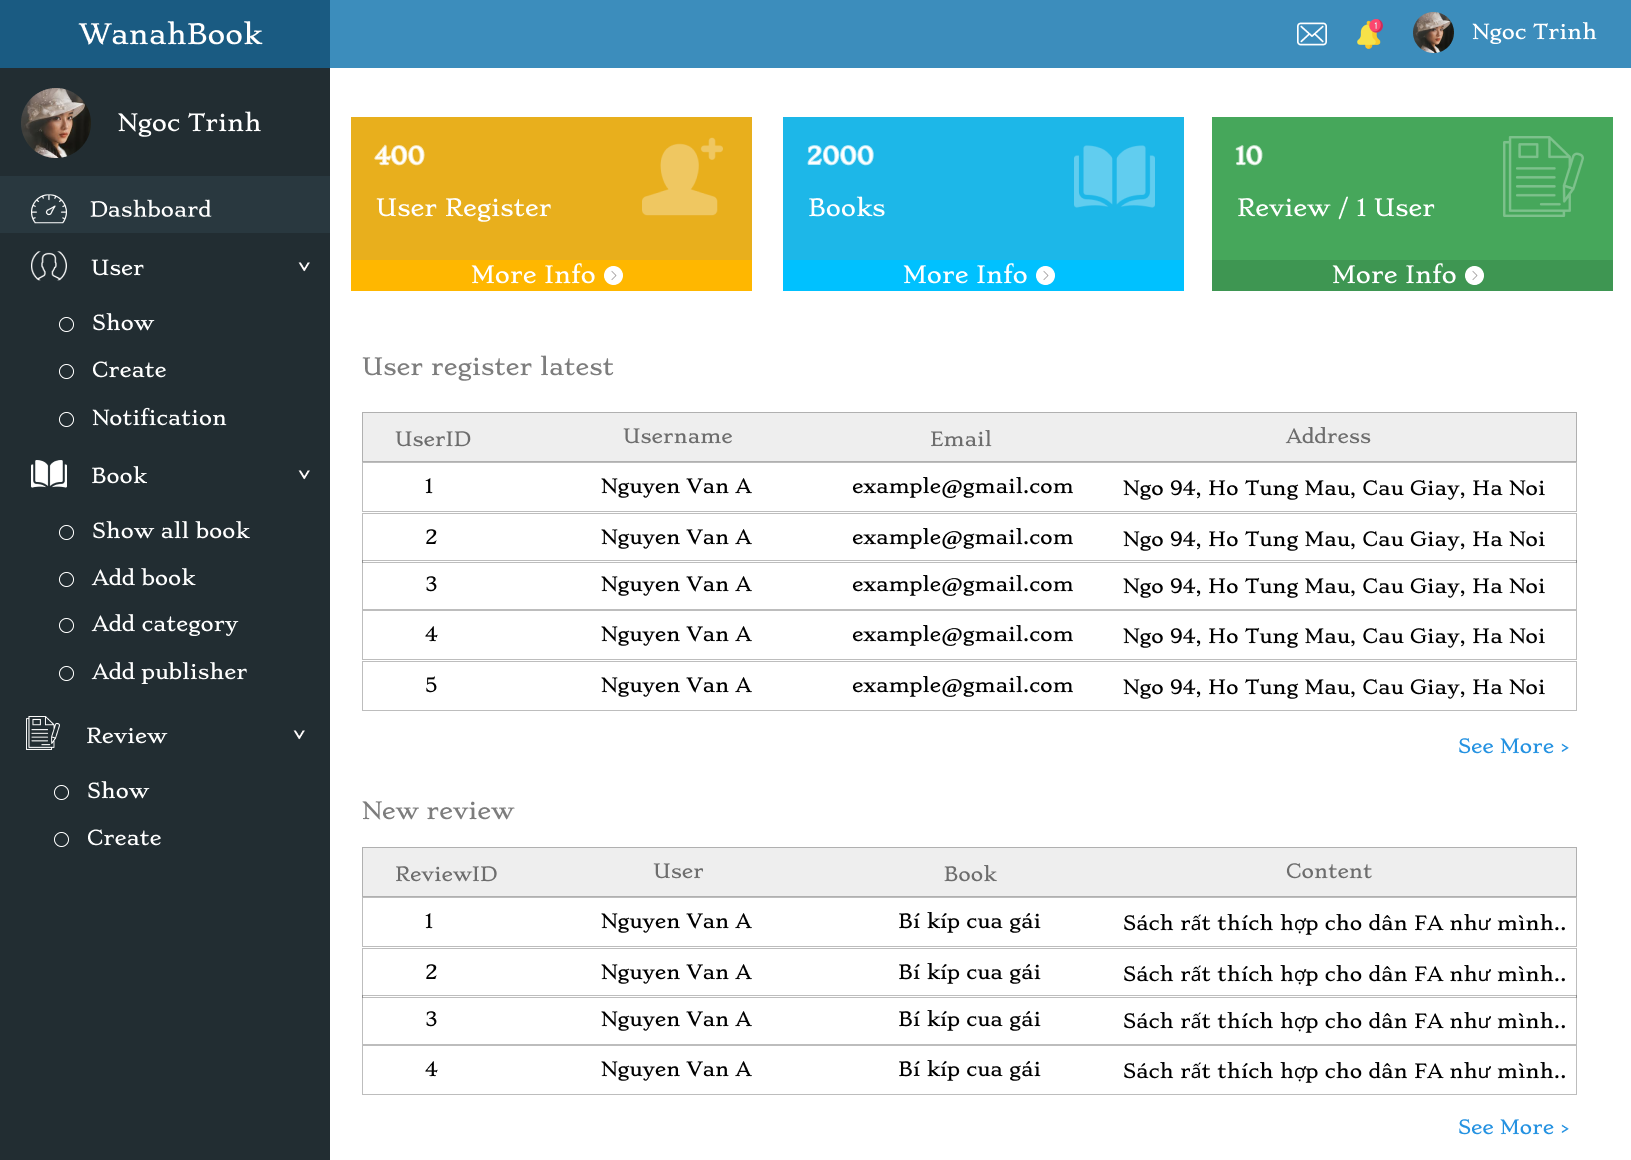 WanahBook
1
Ngoc Trinh
Ngoc Trinh
Dashboard
User
Show
Create
Notification
Book
Show all book
Add book
Add category
Add publisher
Review
Show
Create
400
User Register
More Info
2000
Books
More Info
10
Review / 1 User
More Info
User register latest
UserID Username Email Address
1 Nguyen Van A example@gmail.com Ngo 94, Ho Tung Mau, Cau Giay, Ha Noi
2 Nguyen Van A example@gmail.com Ngo 94, Ho Tung Mau, Cau Giay, Ha Noi
3 Nguyen Van A example@gmail.com Ngo 94, Ho Tung Mau, Cau Giay, Ha Noi
4 Nguyen Van A example@gmail.com Ngo 94, Ho Tung Mau, Cau Giay, Ha Noi
5 Nguyen Van A example@gmail.com Ngo 94, Ho Tung Mau, Cau Giay, Ha Noi
See More >
New review
ReviewID User Book Content
1 Nguyen Van A Bí kíp cua gái Sách rất thích hợp cho dân FA như mình..
2 Nguyen Van A Bí kíp cua gái Sách rất thích hợp cho dân FA như mình..
3 Nguyen Van A Bí kíp cua gái Sách rất thích hợp cho dân FA như mình..
4 Nguyen Van A Bí kíp cua gái Sách rất thích hợp cho dân FA như mình..
See More >